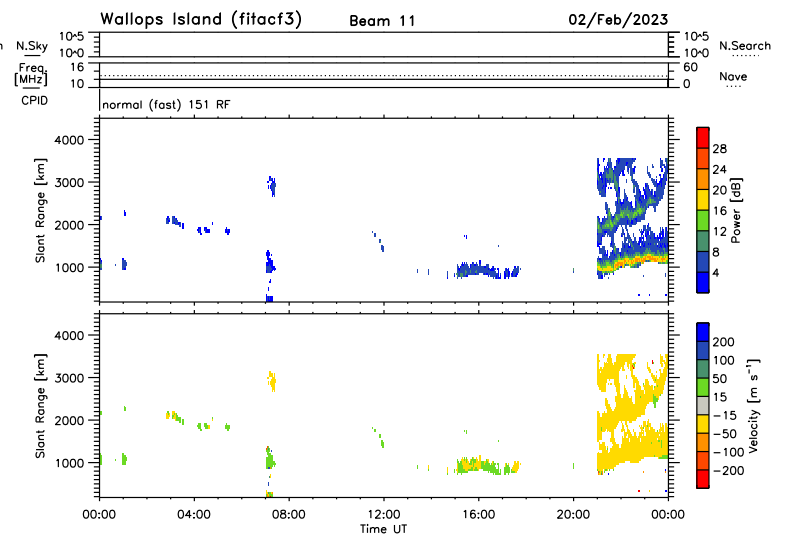 Wallops Island (fitacf3) Beam 11 02/Feb/2023
N.Sky 10^5 10^0 10^5 10^0 N.Search
Freq. [MHz] 16 10 60 0 Nave
CPID normal (fast) 151 RF
Slant Range [km]
4000
3000
2000
1000
28
24
20
16
12
8
4
Power [dB]
Slant Range [km]
4000
3000
2000
1000
200
100
50
15
-15
-50
-100
-200
Velocity [m s⁻¹]
00:00 04:00 08:00 12:00 16:00 20:00 00:00
Time UT